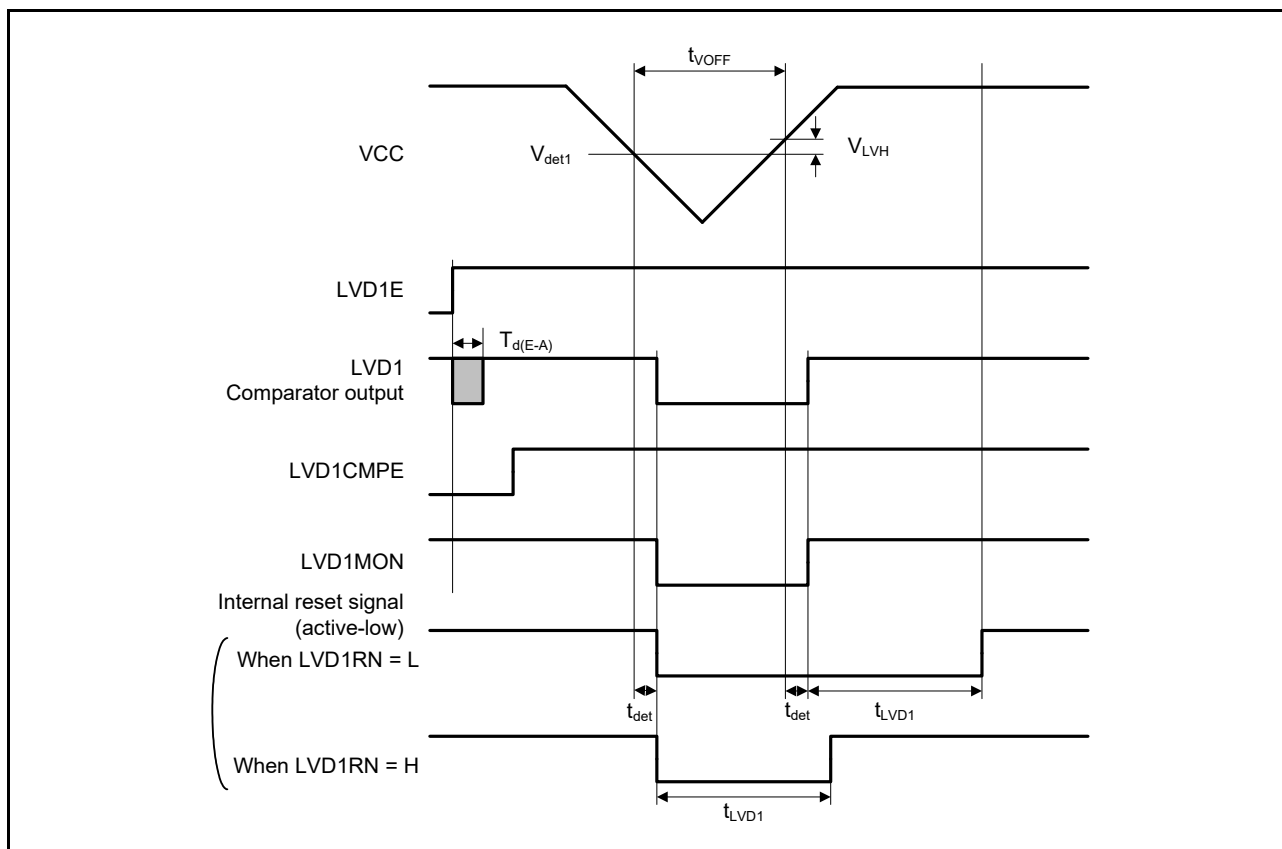 tVOFF
VCC
Vdet1
VLVH
LVD1E
Td(E-A)
LVD1
Comparator output
LVD1CMPE
LVD1MON
Internal reset signal
(active-low)
When LVD1RN = L
tdet
tdet
tLVD1
When LVD1RN = H
tLVD1